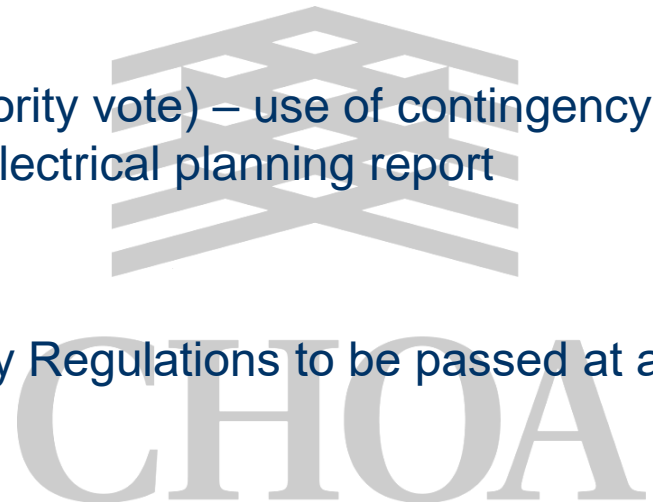 ority vote) – use of contingency
lectrical planning report
y Regulations to be passed at a
CHOA